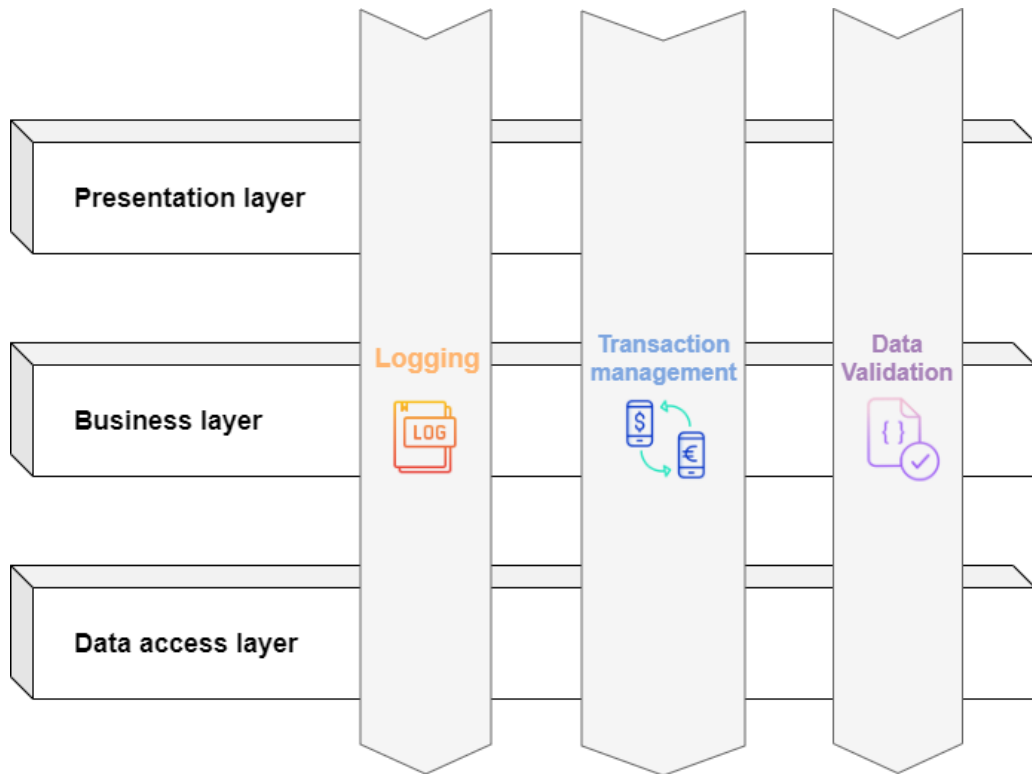 Presentation layer
Logging
Transaction
management
Data
Validation
Business layer
LOG
$
€
{ }
Data access layer